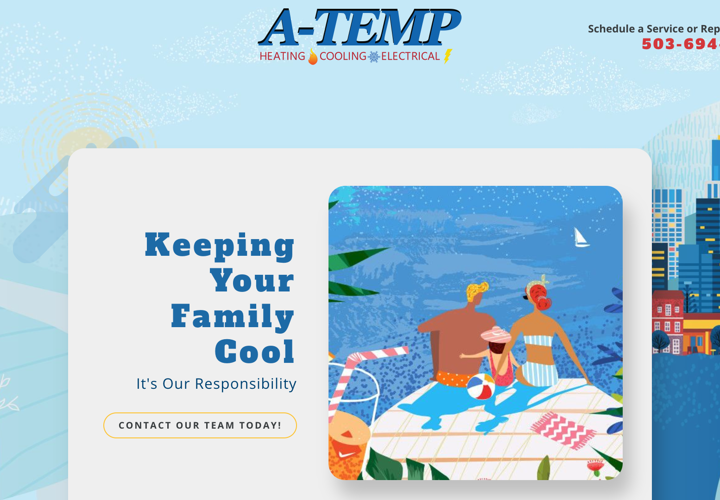 A-TEMP
HEATING COOLING ELECTRICAL
Schedule a Service or
503-694
Keeping
Your
Family
Cool
It's Our Responsibility
CONTACT OUR TEAM TODAY!